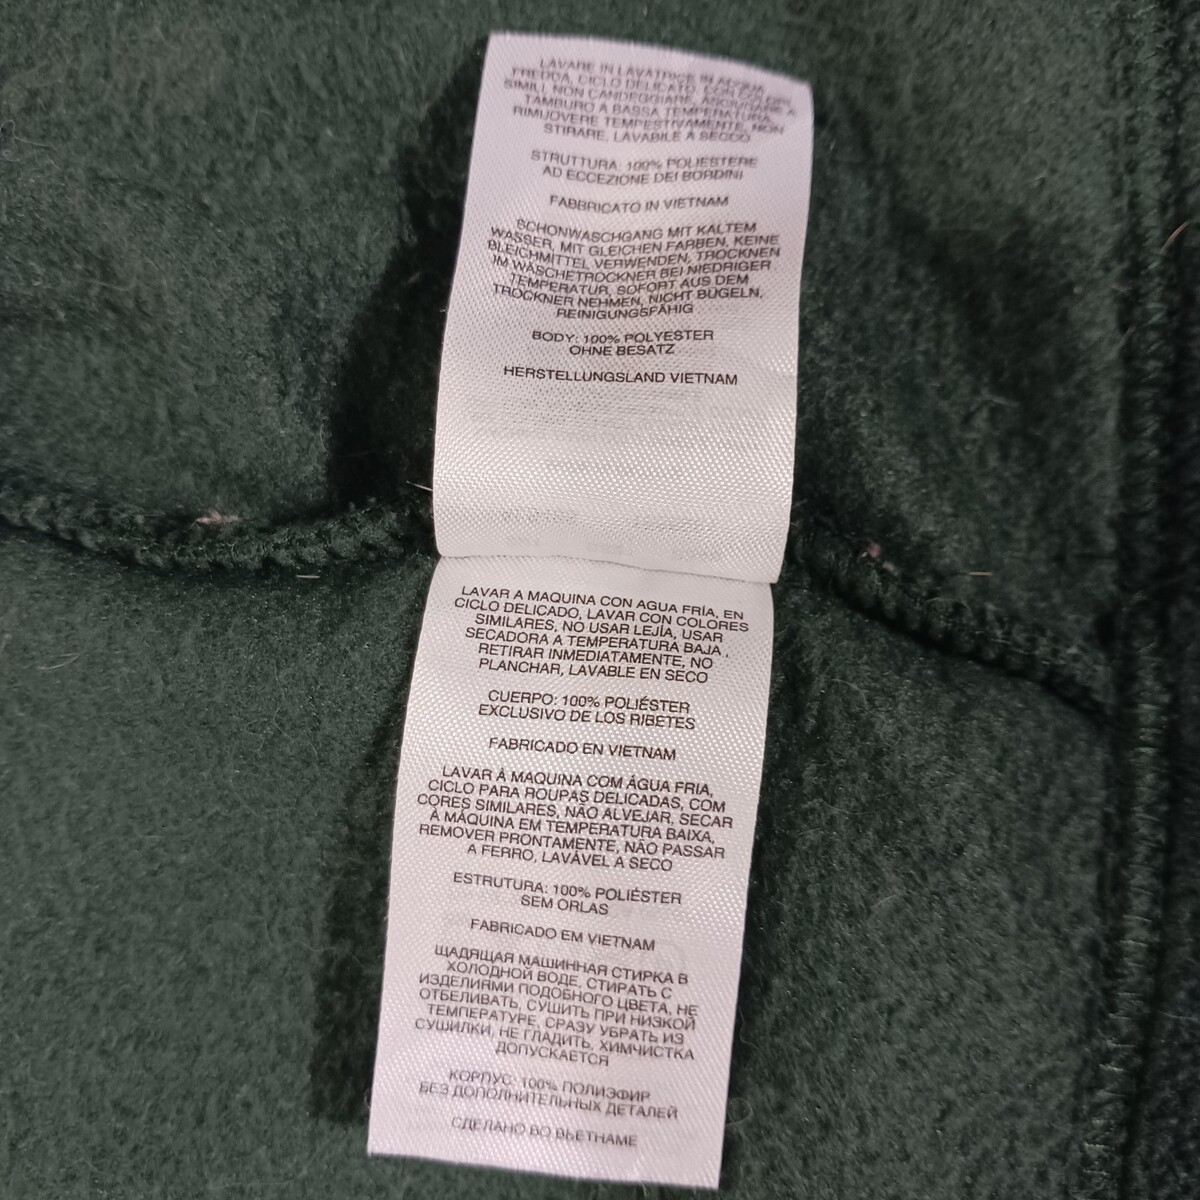 LAVARE IN LAVATRICE IN ACQUA
FREDDA, CICLO DELICATO, CON COLORI
SIMILI, NON CANDEGGIARE, ASCIUGARE A
TAMBURO A BASSA TEMPERATURA,
RIMUOVERE TEMPESTIVAMENTE, NON
STIRARE, LAVABILE A SECCO
STRUTTURA: 100% POLIESTERE
AD ECCEZIONE DEI BORDINI
FABBRICATO IN VIETNAM
SCHONWASCHGANG MIT KALTEM
WASSER, MIT GLEICHEN FARBEN, KEINE
BLEICHMITTEL VERWENDEN, TROCKNEN
IM WÄSCHETROCKNER BEI NIEDRIGER
TEMPERATUR, SOFORT AUS DEM
TROCKNER NEHMEN, NICHT BÜGELN,
REINIGUNGSFÄHIG
BODY: 100% POLYESTER
OHNE BESATZ
HERSTELLUNGSLAND VIETNAM
LAVAR A MAQUINA CON AGUA FRÍA, EN
CICLO DELICADO, LAVAR CON COLORES
SIMILARES, NO USAR LEJÍA, USAR
SECADORA A TEMPERATURA BAJA ,
RETIRAR INMEDIATAMENTE, NO
PLANCHAR, LAVABLE EN SECO
CUERPO: 100% POLIÉSTER
EXCLUSIVO DE LOS RIBETES
FABRICADO EN VIETNAM
LAVAR À MAQUINA COM ÁGUA FRIA,
CICLO PARA ROUPAS DELICADAS, COM
CORES SIMILARES, NÃO ALVEJAR, SECAR
À MÁQUINA EM TEMPERATURA BAIXA,
REMOVER PRONTAMENTE, NÃO PASSAR
A FERRO, LAVÁVEL A SECO
ESTRUTURA: 100% POLIÉSTER
SEM ORLAS
FABRICADO EM VIETNAM
ЩАДЯЩАЯ МАШИННАЯ СТИРКА В
ХОЛОДНОЙ ВОДЕ, СТИРАТЬ С
ИЗДЕЛИЯМИ ПОДОБНОГО ЦВЕТА, НЕ
ОТБЕЛИВАТЬ, СУШИТЬ ПРИ НИЗКОЙ
ТЕМПЕРАТУРЕ, СРАЗУ УБРАТЬ ИЗ
СУШИЛКИ, НЕ ГЛАДИТЬ, ХИМЧИСТКА
ДОПУСКАЕТСЯ
КОРПУС: 100% ПОЛИЭФИР
БЕЗ ДОПОЛНИТЕЛЬНЫХ ДЕТАЛЕЙ
СДЕЛАНО ВО ВЬЕТНАМЕ